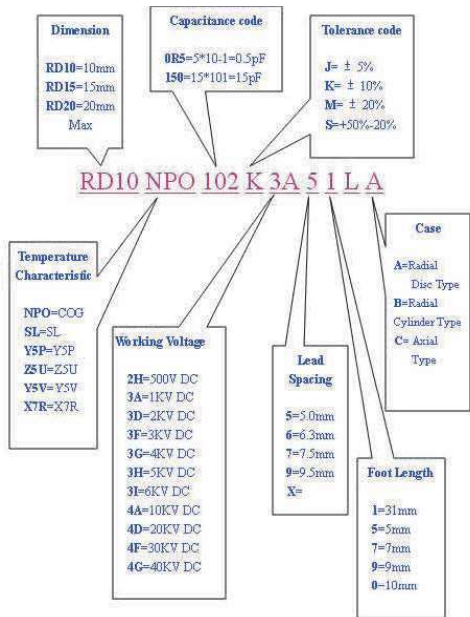 Dimension
RD10=10mm
RD15=15mm
RD20=20mm
Max
Capacitance code
0R5=5*10-1=0.5pF
150=15*101=15pF
Tolerance code
J= ± 5%
K= ± 10%
M= ± 20%
S=+50%-20%
RD10 NPO 102 K 3A 5 1 L A
Temperature
Characteristic
NPO=COG
SL=SL
Y5P=Y5P
Z5U=Z5U
Y5V=Y5V
X7R=X7R
Working Voltage
2H=500V DC
3A=1KV DC
3D=2KV DC
3F=3KV DC
3G=4KV DC
3H=5KV DC
3I=6KV DC
4A=10KV DC
4D=20KV DC
4F=30KV DC
4G=40KV DC
Lead
Spacing
5=5.0mm
6=6.3mm
7=7.5mm
9=9.5mm
X=
Foot Length
1=31mm
5=5mm
7=7mm
9=9mm
0=10mm
Case
A=Radial
Disc Type
B=Radial
Cylinder Type
C= Axial
Type